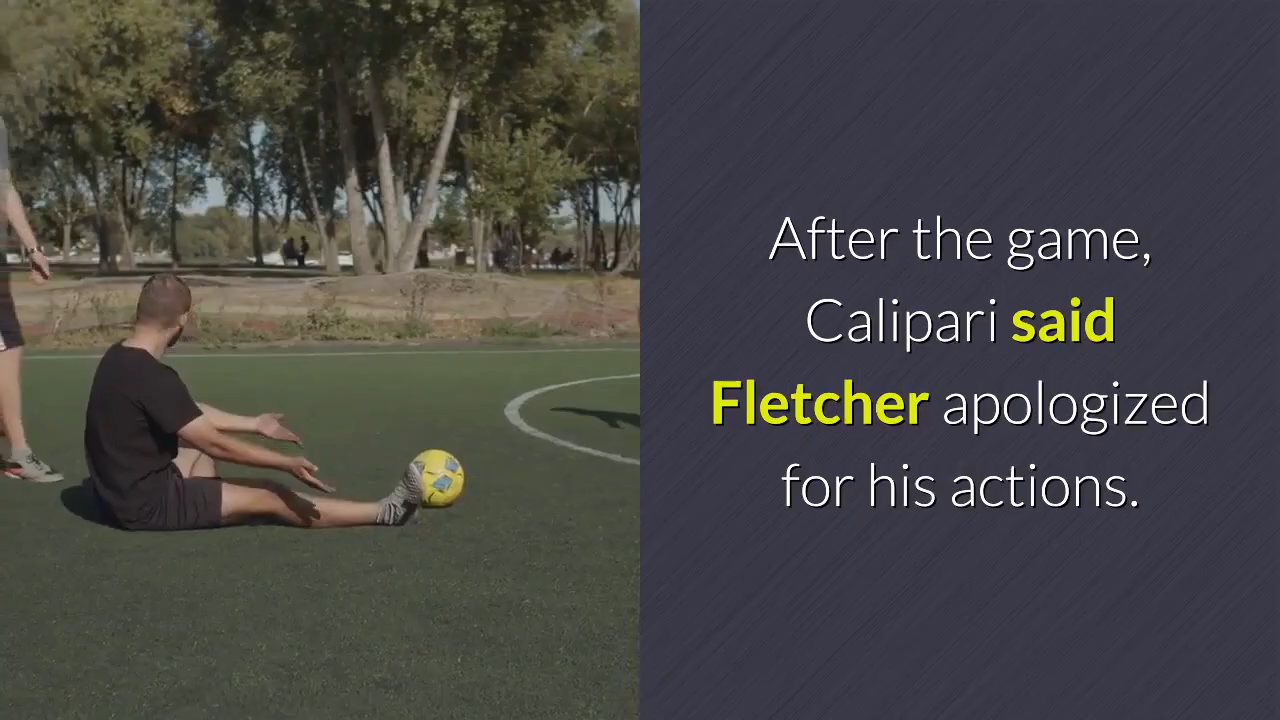 After the game,
Calipari said
Fletcher apologized
for his actions.